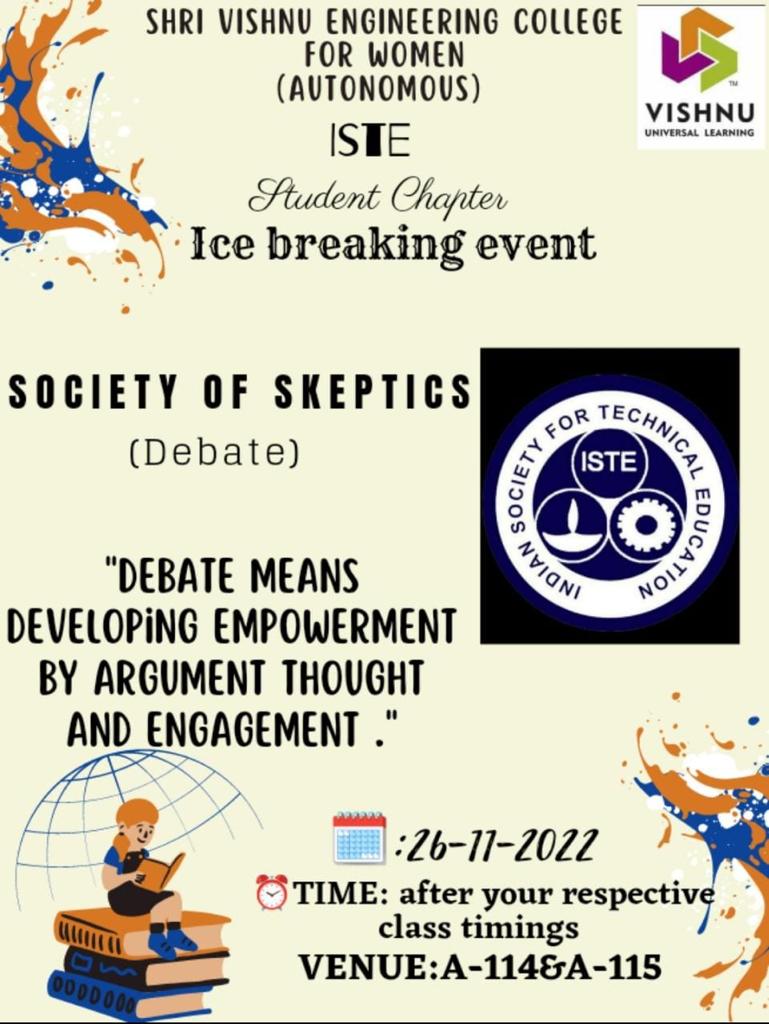 SHRI VISHNU ENGINEERING COLLEGE
FOR WOMEN
(AUTONOMOUS)
VISHNU
UNIVERSAL LEARNING
TM
ISTE
Student Chapter
Ice breaking event
SOCIETY OF SKEPTICS
(Debate)
INDIAN SOCIETY FOR TECHNICAL EDUCATION
ISTE
"DEBATE MEANS
DEVELOPING EMPOWERMENT
BY ARGUMENT THOUGHT
AND ENGAGEMENT ."
:26-11-2022
TIME: after your respective
class timings
VENUE:A-114&A-115